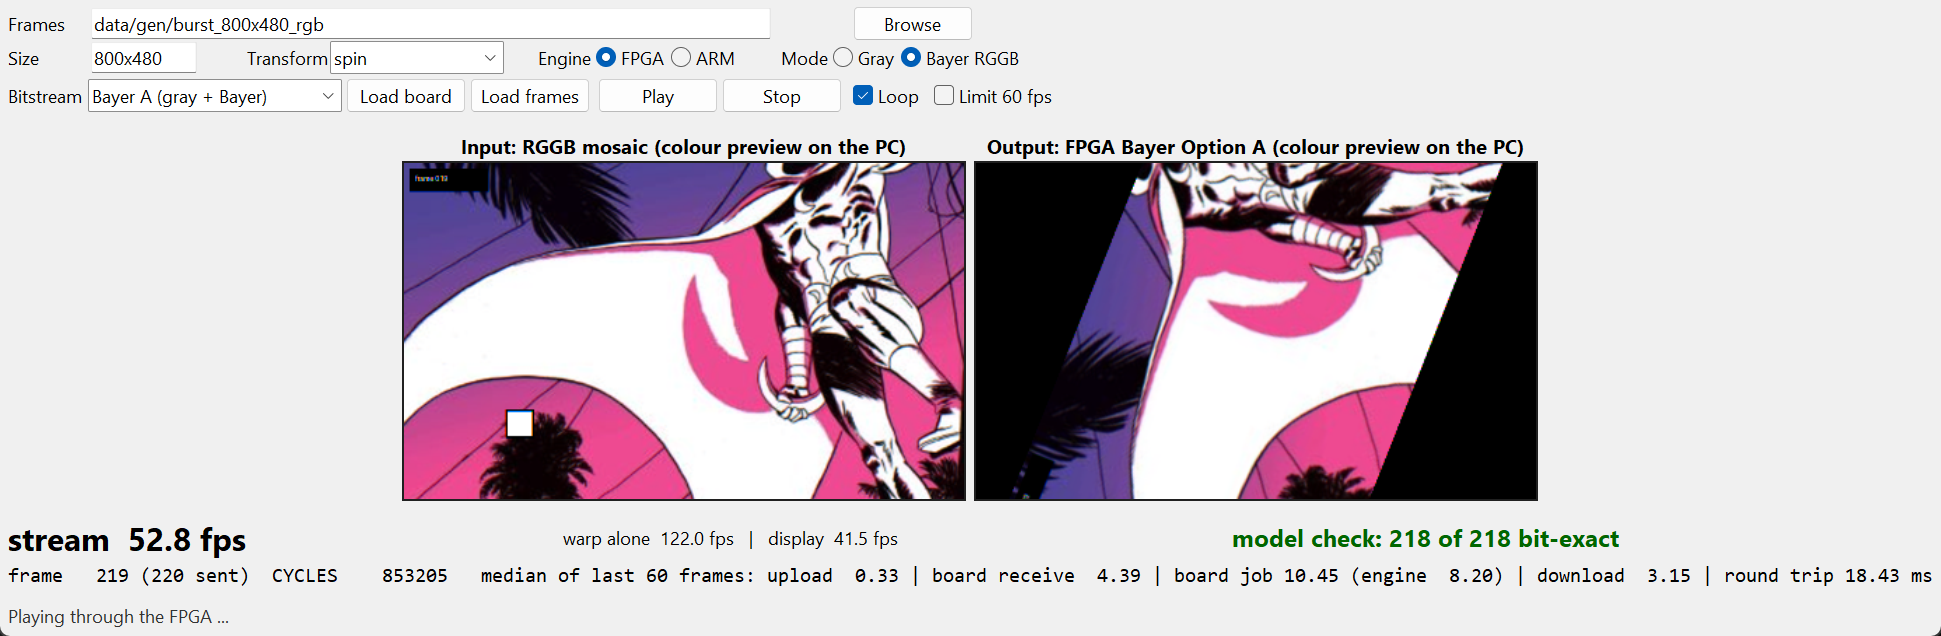 Frames data/gen/burst_800x480_rgb Browse
Size 800x480 Transform spin Engine FPGA ARM Mode Gray Bayer RGGB
Bitstream Bayer A (gray + Bayer) Load board Load frames Play Stop Loop Limit 60 fps
Input: RGGB mosaic (colour preview on the PC) Output: FPGA Bayer Option A (colour preview on the PC)
frame 019
stream 52.8 fps warp alone 122.0 fps | display 41.5 fps model check: 218 of 218 bit-exact
frame 219 (220 sent) CYCLES 853205 median of last 60 frames: upload 0.33 | board receive 4.39 | board job 10.45 (engine 8.20) | download 3.15 | round trip 18.43 ms
Playing through the FPGA ...